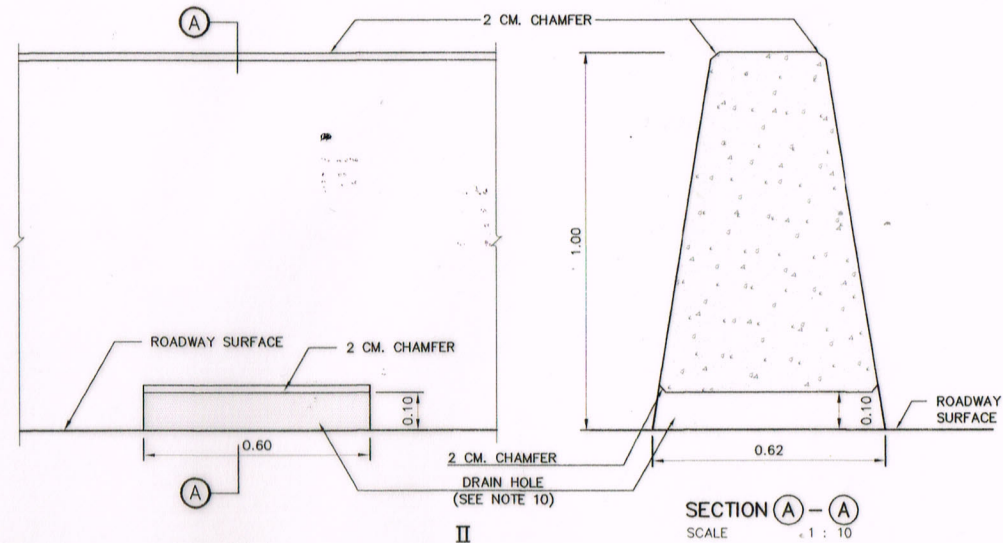 A
2 CM. CHAMFER
1.00
ROADWAY SURFACE
2 CM. CHAMFER
0.10
0.60
A
0.10
ROADWAY
SURFACE
2 CM. CHAMFER
0.62
DRAIN HOLE
(SEE NOTE 10)
II
SECTION A - A
SCALE 1 : 10